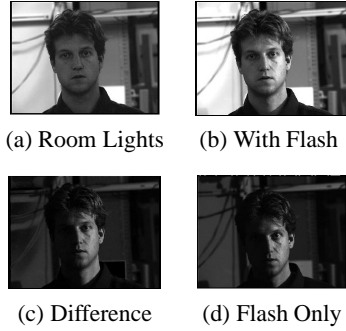 (a) Room Lights
(b) With Flash
(c) Difference
(d) Flash Only